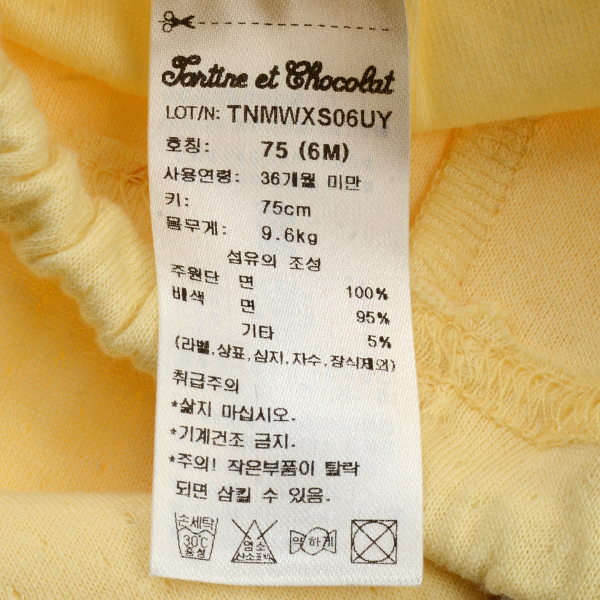 Tartine et Chocolat
LOT/N: TNMWXS06UY
호칭: 75 (6M)
사용연령: 36개월 미만
키: 75cm
몸무게: 9.6kg
섬유의 조성
주원단 면 100%
배색 면 95%
기타 5%
(라벨,상표,심지,자수,장식제외)
취급주의
*삶지 마십시오.
*기계건조 금지.
*주의! 작은부품이 탈락
되면 삼킬 수 있음.
손세탁 30℃ 중성
염소 산소표백
약하게